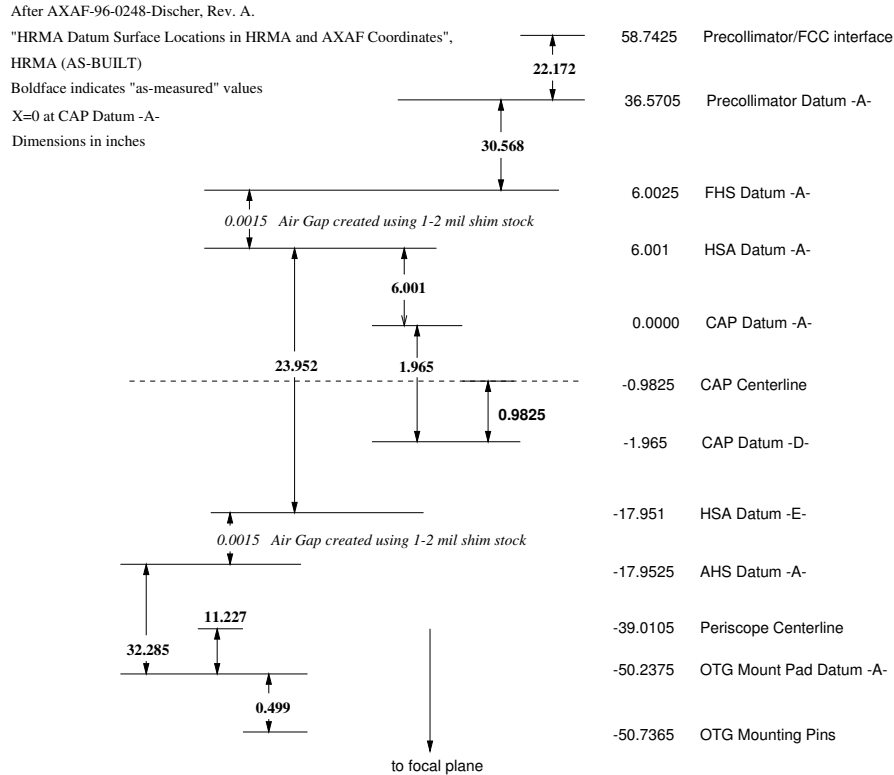 After AXAF-96-0248-Discher, Rev. A.
"HRMA Datum Surface Locations in HRMA and AXAF Coordinates",
HRMA (AS-BUILT)
Boldface indicates "as-measured" values
X=0 at CAP Datum -A-
Dimensions in inches
58.7425 Precollimator/FCC interface
22.172
36.5705 Precollimator Datum -A-
30.568
6.0025 FHS Datum -A-
0.0015 Air Gap created using 1-2 mil shim stock
6.001 HSA Datum -A-
6.001
0.0000 CAP Datum -A-
23.952
1.965
-0.9825 CAP Centerline
0.9825
-1.965 CAP Datum -D-
-17.951 HSA Datum -E-
0.0015 Air Gap created using 1-2 mil shim stock
-17.9525 AHS Datum -A-
11.227
-39.0105 Periscope Centerline
32.285
-50.2375 OTG Mount Pad Datum -A-
0.499
-50.7365 OTG Mounting Pins
to focal plane